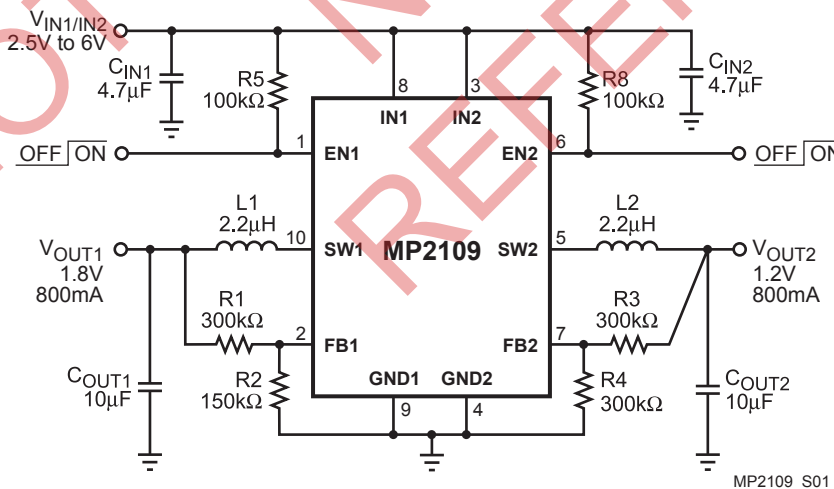 NOT
REFER
VIN1/IN2
2.5V to 6V
CIN1
4.7µF
R5
100kΩ
8
IN1
3
IN2
R8
100kΩ
CIN2
4.7µF
OFF ON
1
EN1
EN2
6
OFF ON
L1
2.2µH
L2
2.2µH
VOUT1
1.8V
800mA
10
SW1
MP2109
SW2
5
VOUT2
1.2V
800mA
R1
300kΩ
2
FB1
FB2
7
R3
300kΩ
COUT1
10µF
R2
150kΩ
GND1
GND2
9
4
R4
300kΩ
COUT2
10µF
MP2109_S01